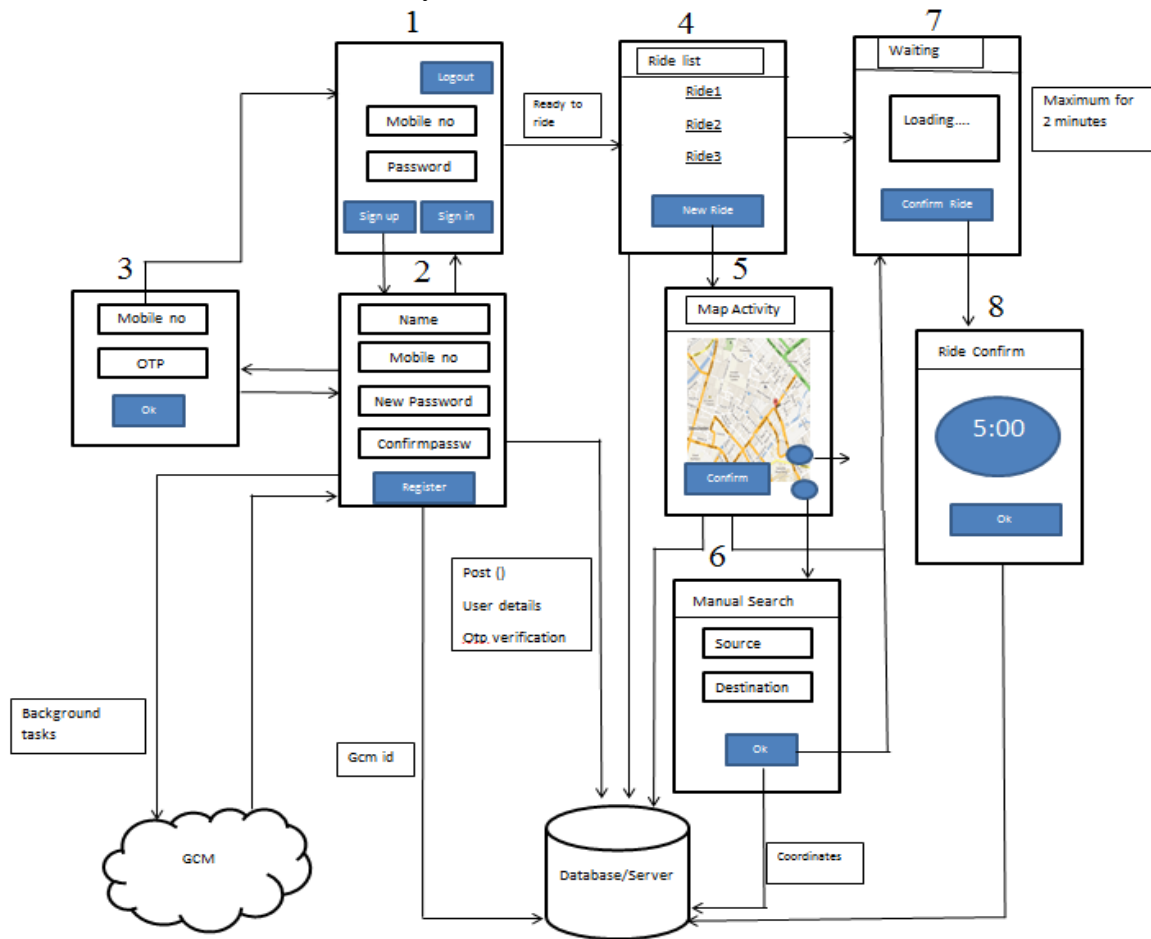 1
Logout
Mobile no
Password
Sign up
Sign in
Ready to
ride
4
Ride list
Ride1
Ride2
Ride3
New Ride
7
Waiting
Loading....
Confirm Ride
Maximum for
2 minutes
3
Mobile no
OTP
Ok
2
Name
Mobile no
New Password
Confirmpassw
Register
5
Map Activity
Confirm
8
Ride Confirm
5:00
Ok
6
Manual Search
Source
Destination
Ok
Post ()
User details
Otp verification
Background
tasks
Gcm id
GCM
Database/Server
Coordinates